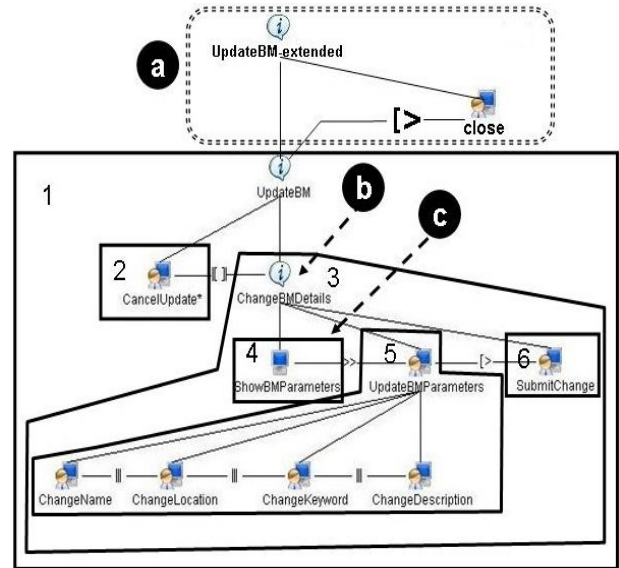 UpdateBM-extended
a
[>
close
UpdateBM
1
b
c
2
CancelUpdate*
[]
ChangeBMDetails
3
4
ShowBMParameters
>>
5
UpdateBMParameters
[>
6
SubmitChange
ChangeName
|||
ChangeLocation
|||
ChangeKeyword
|||
ChangeDescription